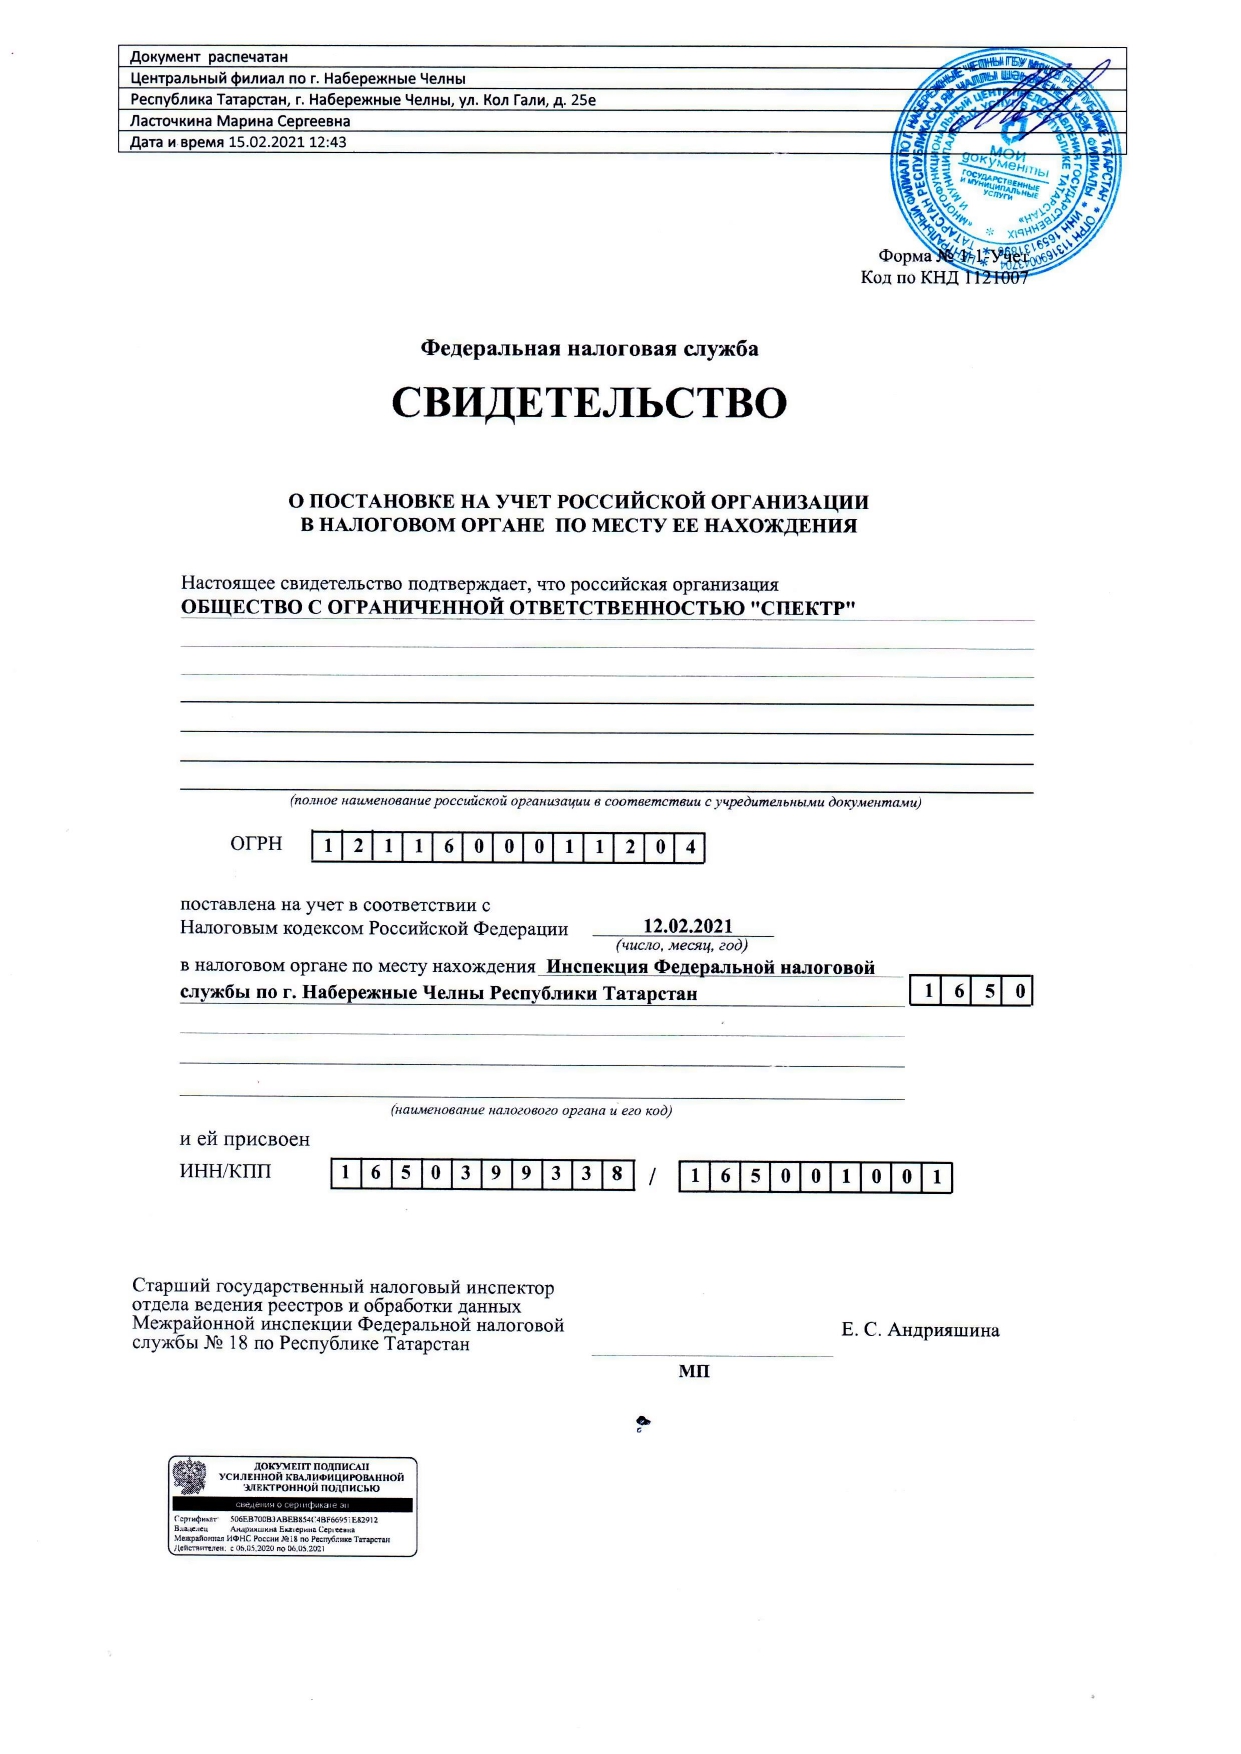 Документ  распечатан
Центральный филиал по г. Набережные Челны
Республика Татарстан, г. Набережные Челны, ул. Кол Гали, д. 25е
Ласточкина Марина Сергеевна
Дата и время 15.02.2021 12:43
МОИ
документы
ГОСУДАРСТВЕННЫЕ
И МУНИЦИПАЛЬНЫЕ
УСЛУГИ
Форма № 1-1-Учет
Код по КНД 1121007
Федеральная налоговая служба
СВИДЕТЕЛЬСТВО
О ПОСТАНОВКЕ НА УЧЕТ РОССИЙСКОЙ ОРГАНИЗАЦИИ
В НАЛОГОВОМ ОРГАНЕ  ПО МЕСТУ ЕЕ НАХОЖДЕНИЯ
Настоящее свидетельство подтверждает, что российская организация
ОБЩЕСТВО С ОГРАНИЧЕННОЙ ОТВЕТСТВЕННОСТЬЮ "СПЕКТР"
(полное наименование российской организации в соответствии с учредительными документами)
ОГРН 1 2 1 1 6 0 0 0 1 1 2 0 4
поставлена на учет в соответствии с
Налоговым кодексом Российской Федерации 12.02.2021
(число, месяц, год)
в налоговом органе по месту нахождения Инспекция Федеральной налоговой
службы по г. Набережные Челны Республики Татарстан 1 6 5 0
(наименование налогового органа и его код)
и ей присвоен
ИНН/КПП 1 6 5 0 3 9 9 3 3 8 / 1 6 5 0 0 1 0 0 1
Старший государственный налоговый инспектор
отдела ведения реестров и обработки данных
Межрайонной инспекции Федеральной налоговой
службы № 18 по Республике Татарстан
Е. С. Андрияшина
МП
ДОКУМЕНТ ПОДПИСАН
УСИЛЕННОЙ КВАЛИФИЦИРОВАННОЙ
ЭЛЕКТРОННОЙ ПОДПИСЬЮ
сведения о сертификате эп
Сертификат:
Владелец: Андрияшина Екатерина Сергеевна
Межрайонная ИФНС России №18 по Республике Татарстан
Действителен: с 06.05.2020 по 06.05.2021